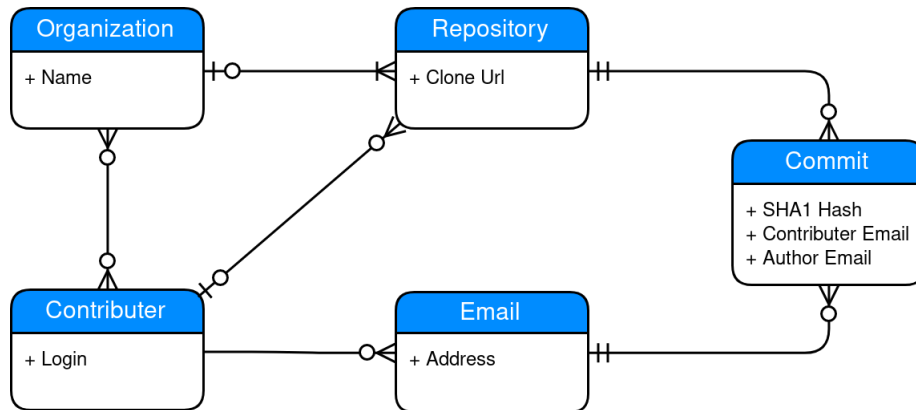 Organization
+ Name
Repository
+ Clone Url
Commit
+ SHA1 Hash
+ Contributer Email
+ Author Email
Contributer
+ Login
Email
+ Address